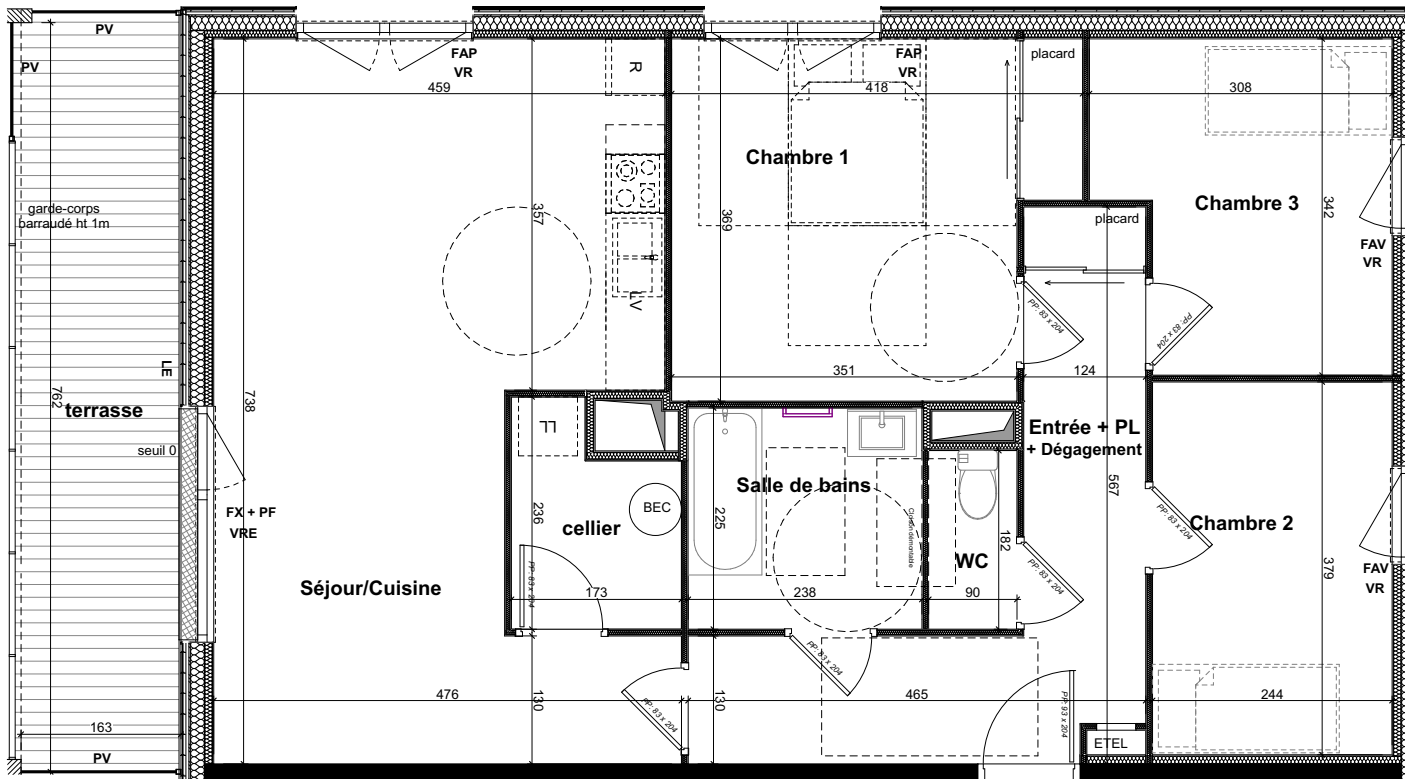 PV
PV
FAP
VR
R
FAP
VR
placard
459
418
308
Chambre 1
357
369
342
Chambre 3
garde-corps
barraudé ht 1m
placard
FAV
VR
LV
PP: 83 x 204
PP: 83 x 204
LE
762
738
351
124
terrasse
seuil 0
LL
Entrée + PL
+ Dégagement
567
Salle de bains
BEC
236
225
Cloison démontable
cellier
FX + PF
VRE
182
WC
Chambre 2
PP: 83 x 204
379
FAV
VR
Séjour/Cuisine
PP: 83 x 204
173
238
90
PP: 83 x 204
PP: 83 x 204
476
130
PP: 83 x 204
130
465
PP: 93 x 204
244
163
PV
ETEL